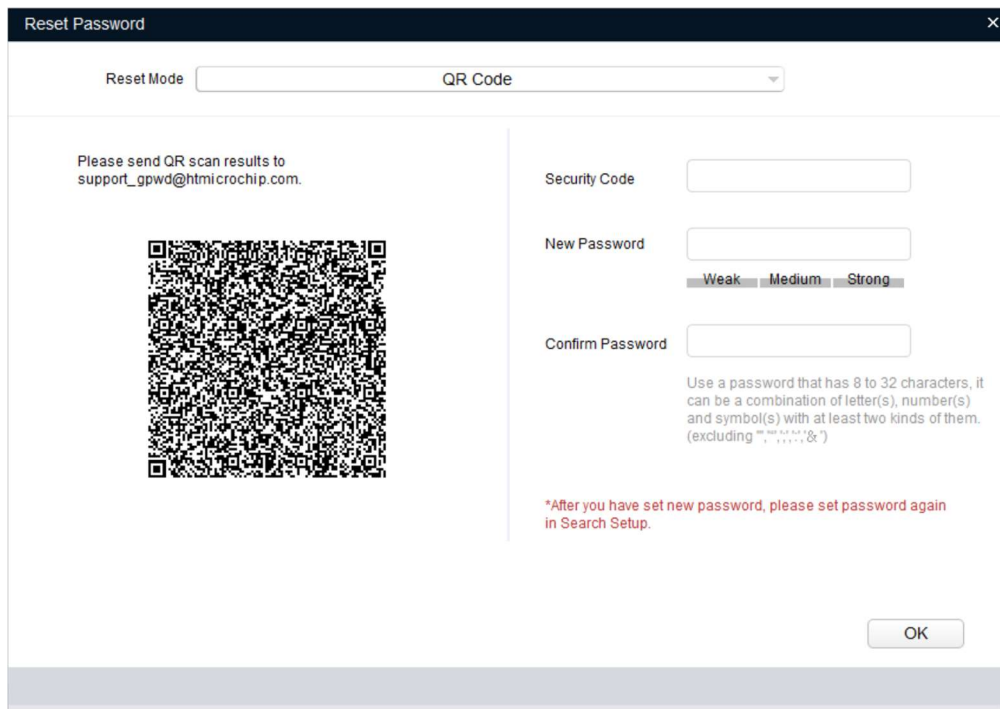 Reset Password
Reset Mode
QR Code
Please send QR scan results to
support_gpwd@htmicrochip.com.
Security Code
New Password
Weak Medium Strong
Confirm Password
Use a password that has 8 to 32 characters, it
can be a combination of letter(s), number(s)
and symbol(s) with at least two kinds of them.
(excluding
*After you have set new password, please set password again
in Search Setup.
OK